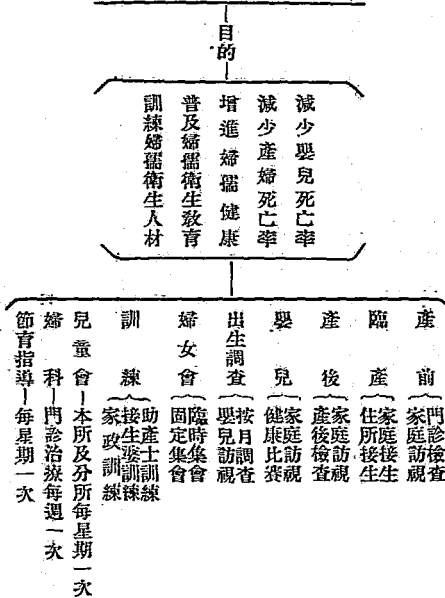 目的
減少嬰兒死亡率
減少產婦死亡率
增進婦孺健康
普及婦孺衛生教育
訓練婦孺衛生人材
產前
門診檢查
家庭訪視
臨產
家庭接生
住所接生
產後
家庭訪視
產後檢查
嬰兒
家庭訪視
健康比賽
出生調查
按月調查
嬰兒訪視
婦女會
臨時集會
固定集會
訓練
助產士訓練
接生婆訓練
家政訓練
兒童會 本所及分所每星期一次
婦科 門診治療每週一次
節育指導 每星期一次